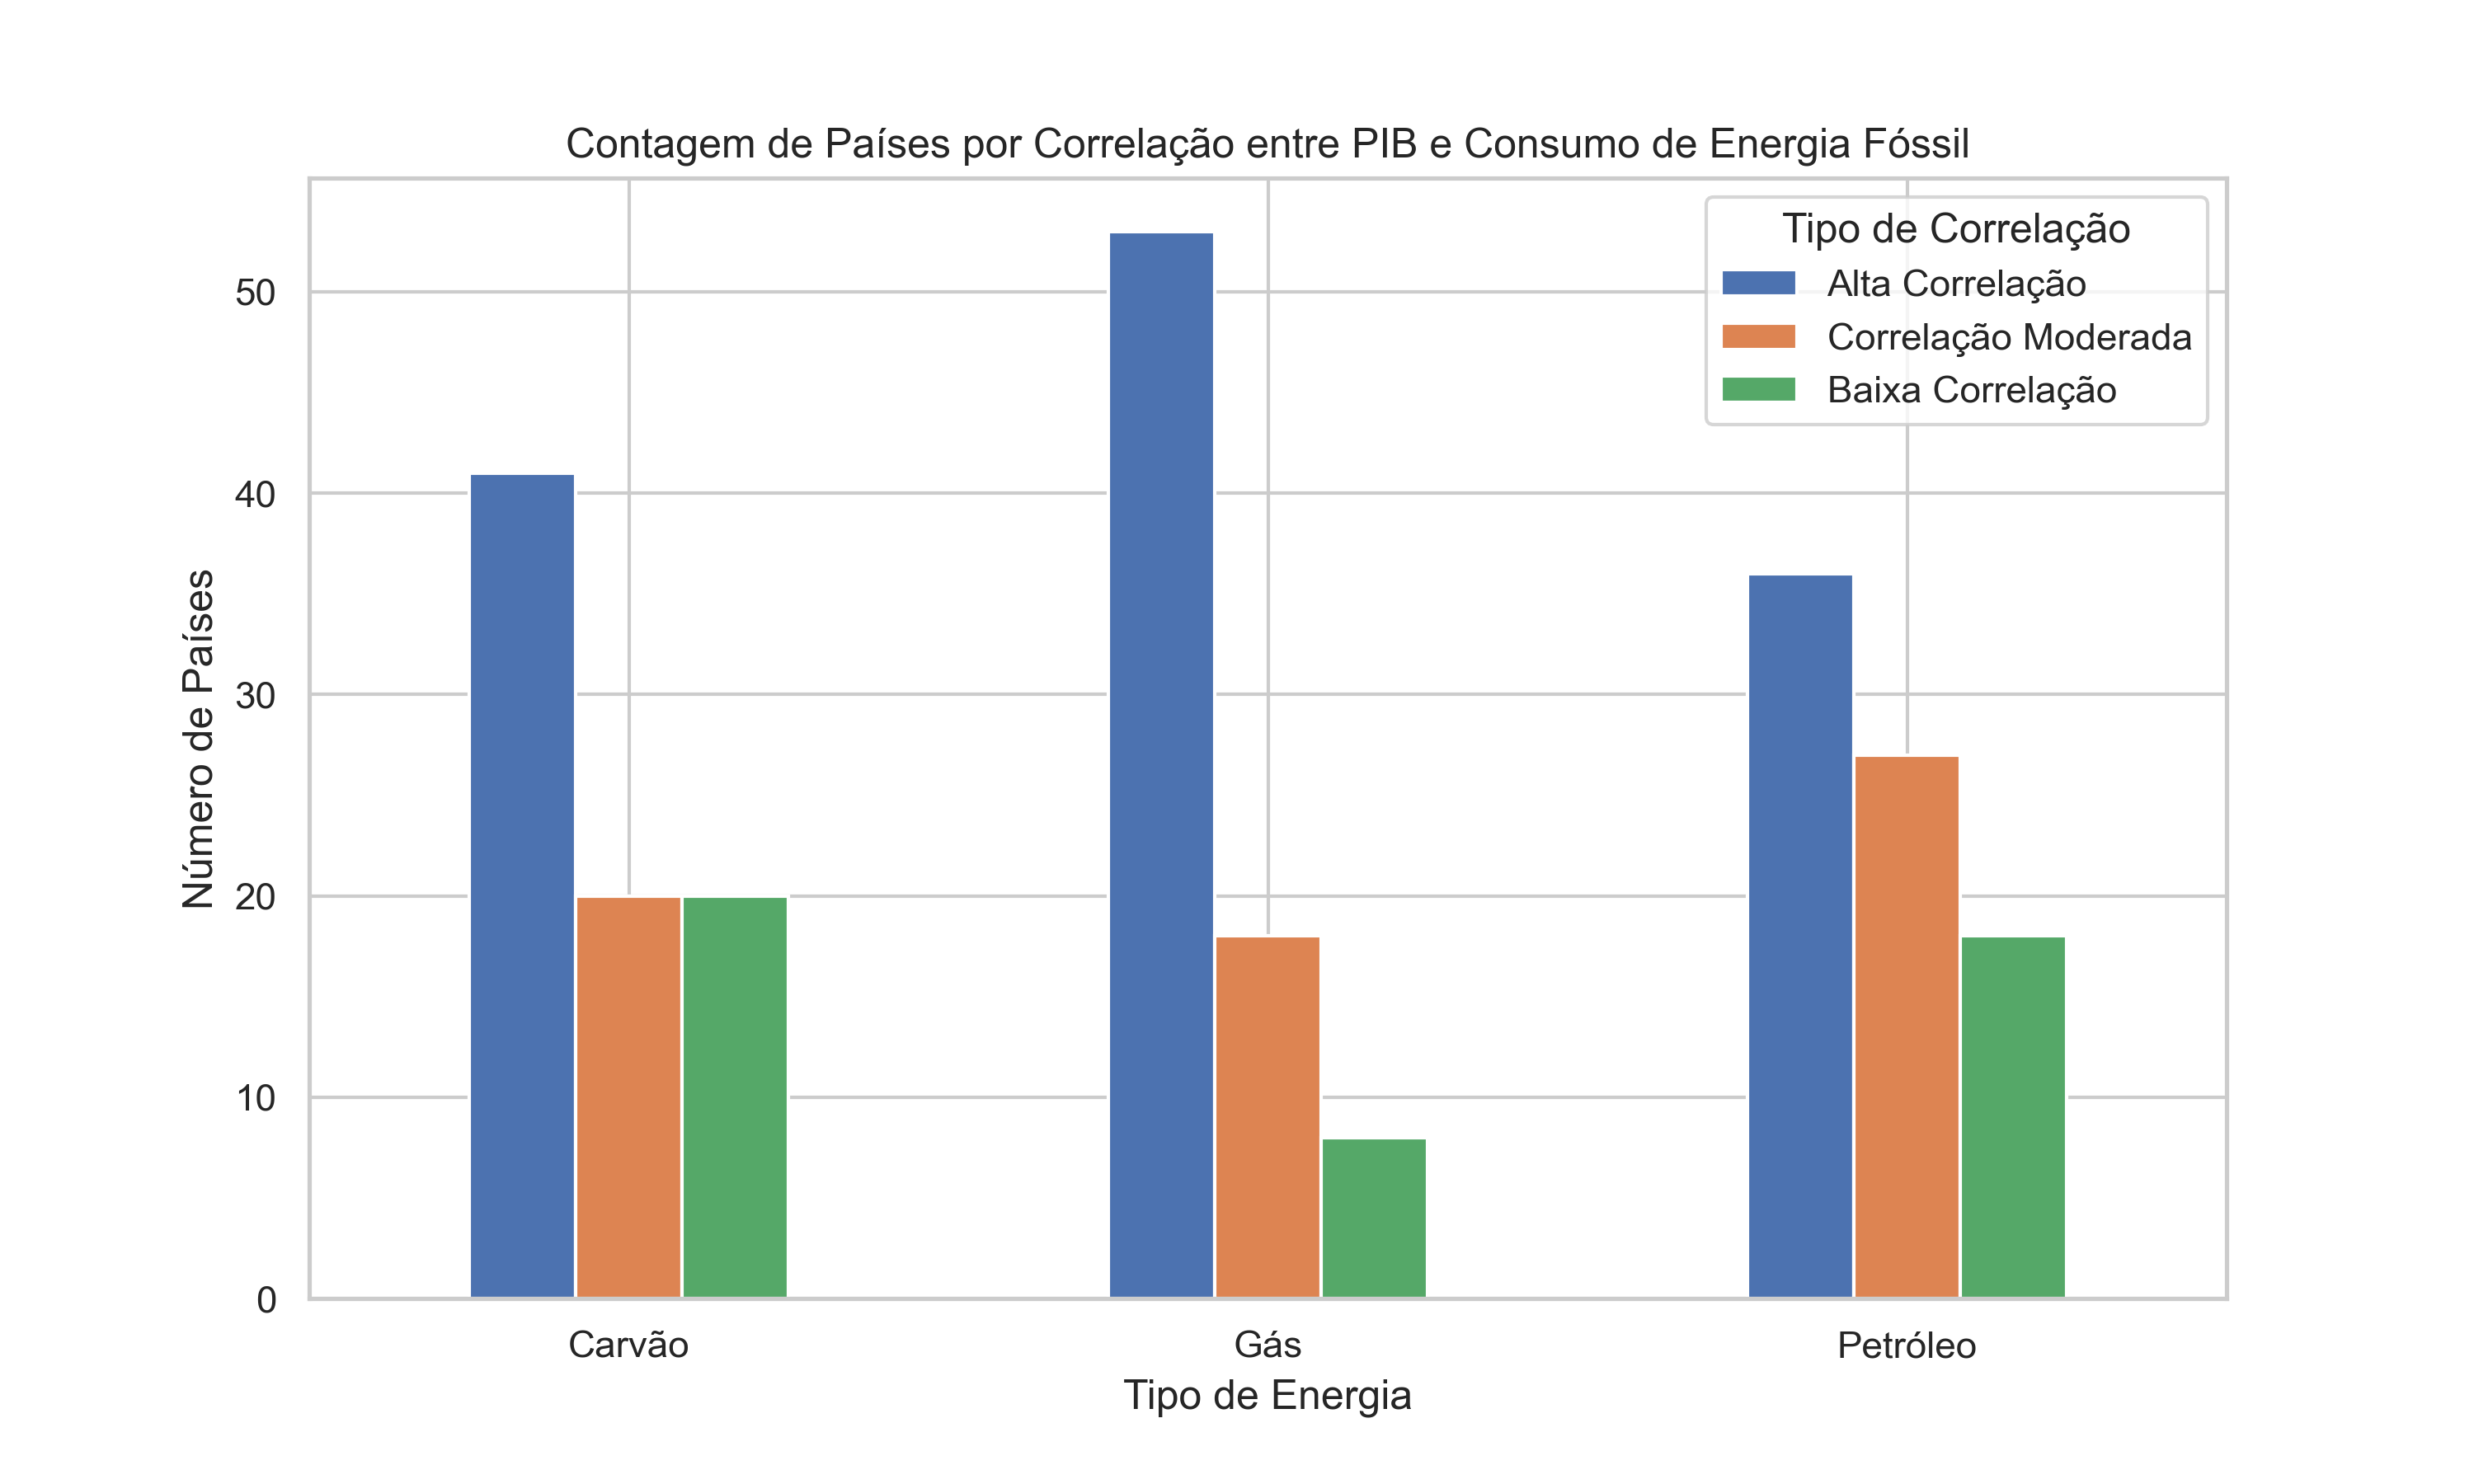 Contagem de Países por Correlação entre PIB e Consumo de Energia Fóssil
Tipo de Correlação
Alta Correlação
Correlação Moderada
Baixa Correlação
Número de Países
50
40
30
20
10
0
Carvão
Gás
Petróleo
Tipo de Energia